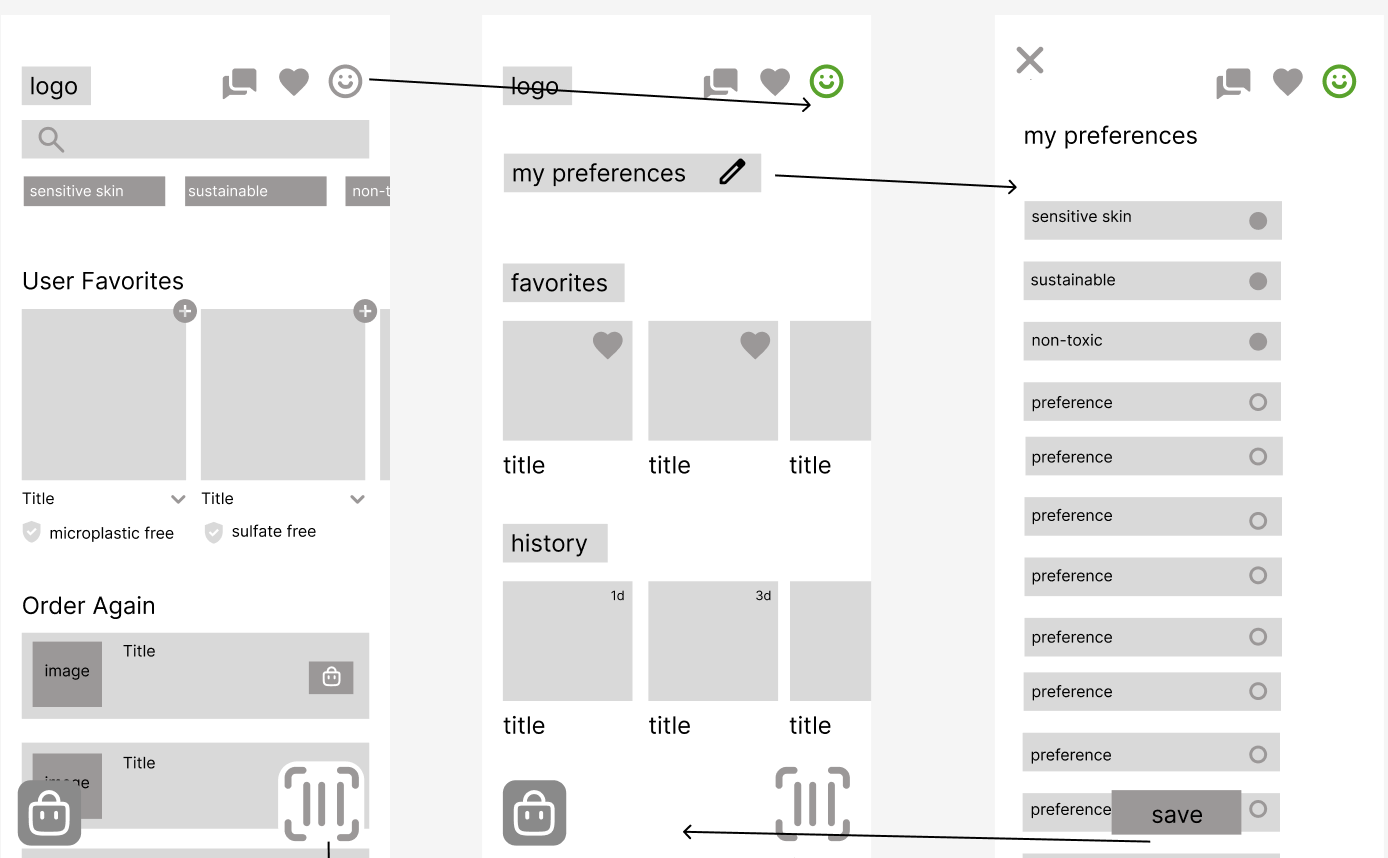 logo
sensitive skin
sustainable
non-t
User Favorites
Title
Title
microplastic free
sulfate free
Order Again
image
Title
image
Title
logo
my preferences
favorites
title
title
title
history
1d
3d
title
title
title
my preferences
sensitive skin
sustainable
non-toxic
preference
preference
preference
preference
preference
preference
preference
preference
save